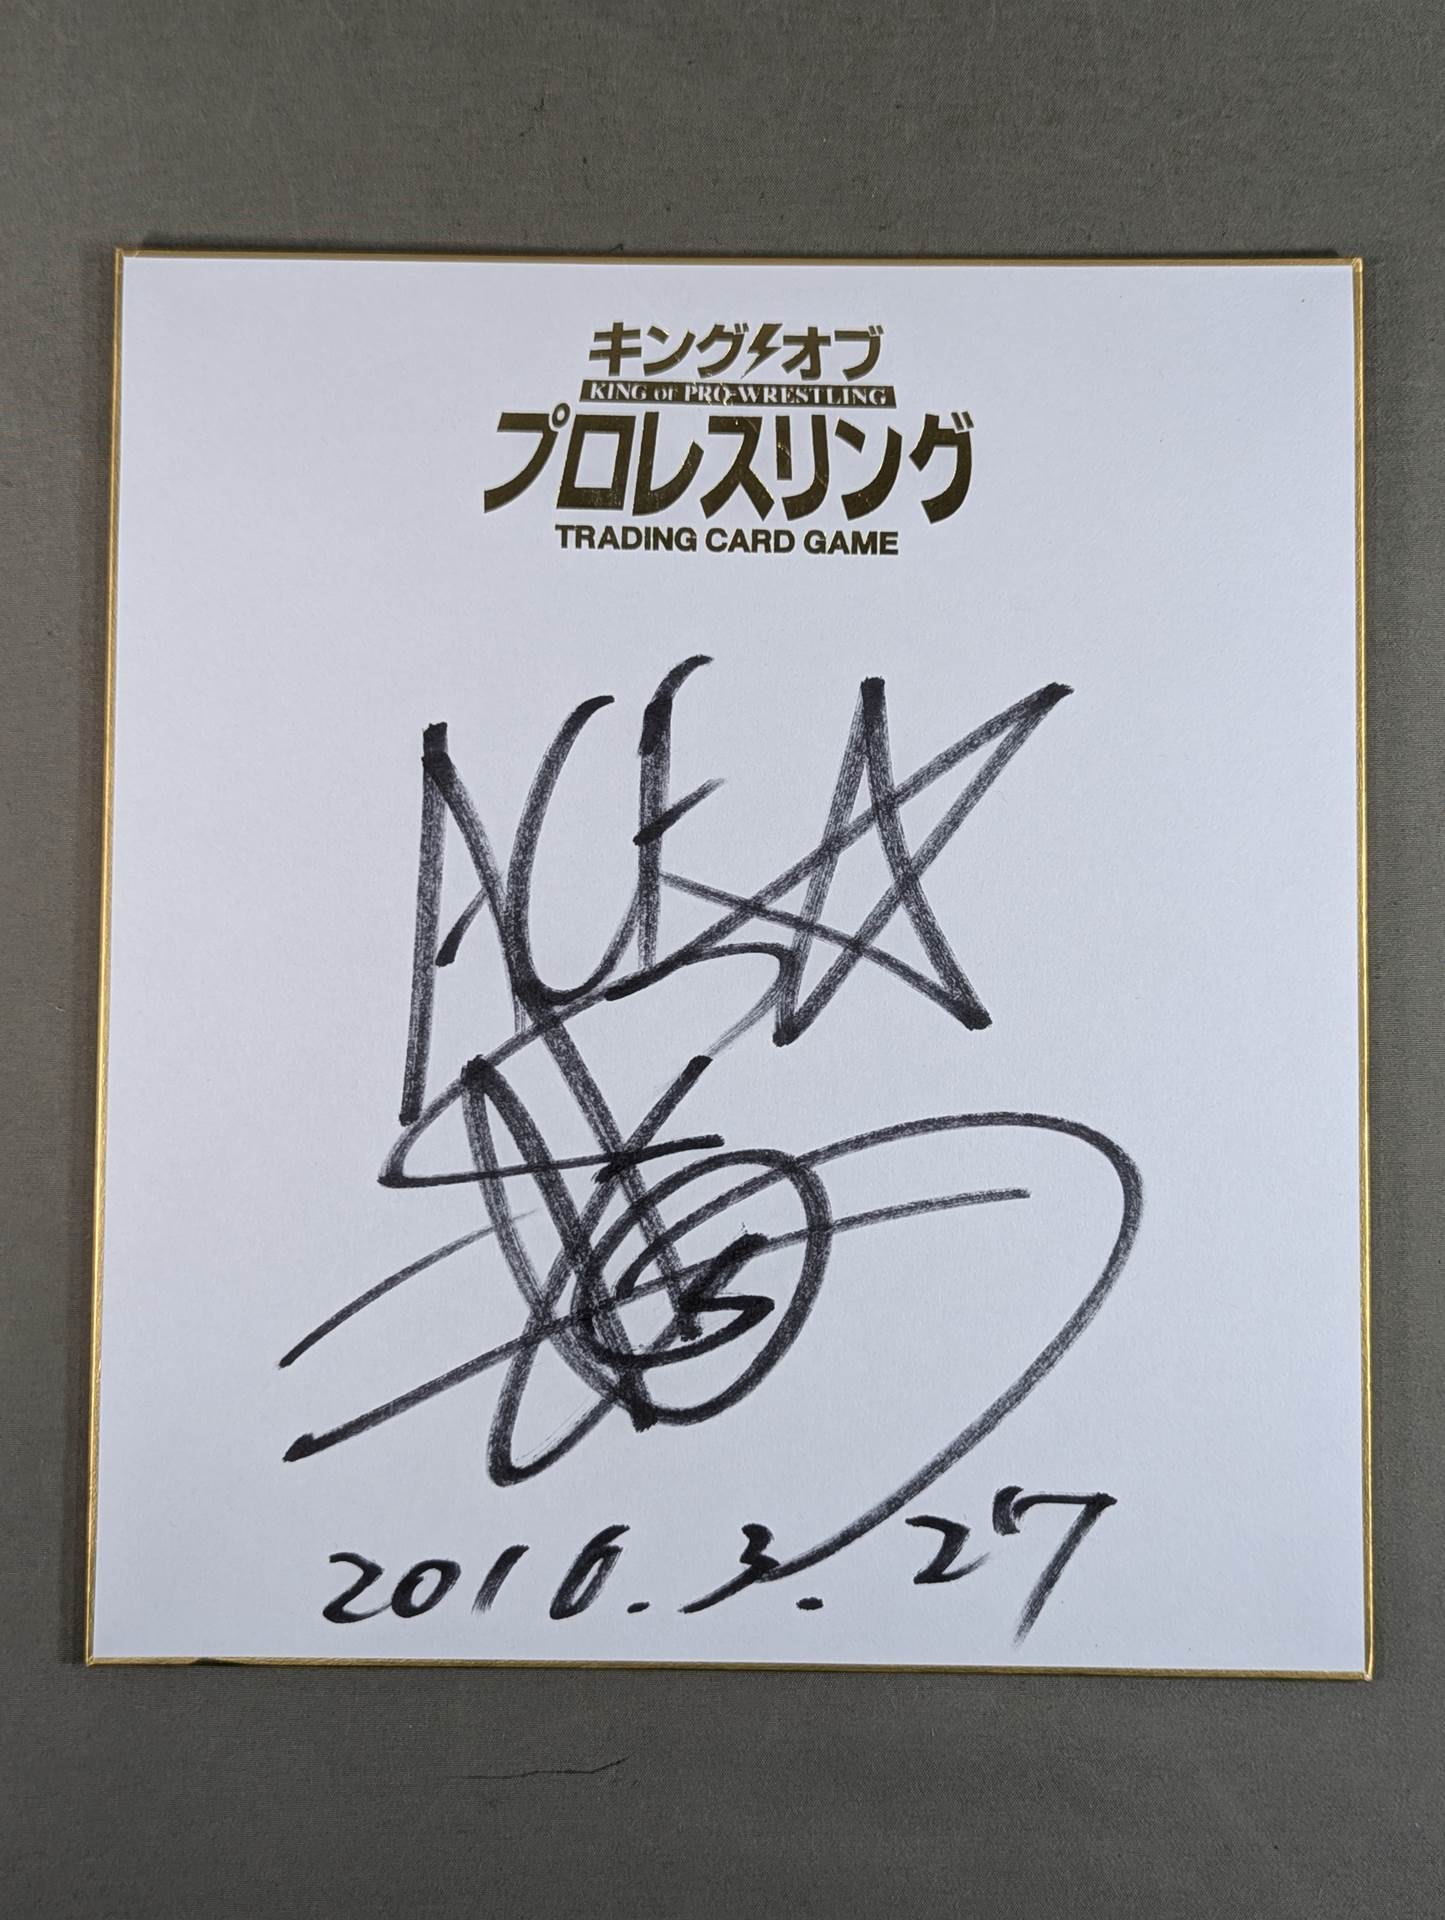 キング オブ
KING OF PRO-WRESTLING
プロレスリング
TRADING CARD GAME
ACE
2016.3.27